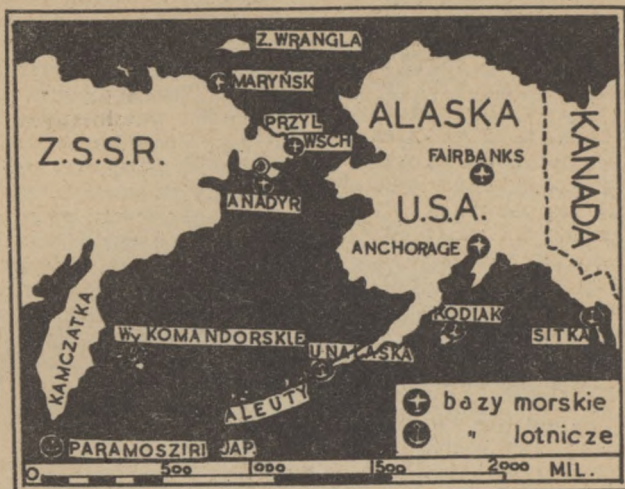 Z. WRANGLA
MARYŃSK
PRZYL
WSCH
ALASKA
KANADA
Z.S.S.R.
FAIRBANKS
ANADYR
U.S.A.
ANCHORAGE
KAMCZATKA
WY KOMANDORSKIE
KODIAK
SITKA
UNALASKA
ALEUTY
bazy morskie
" lotnicze
PARAMOSZIRI JAP.
0 500 1000 1500 2000 MIL.